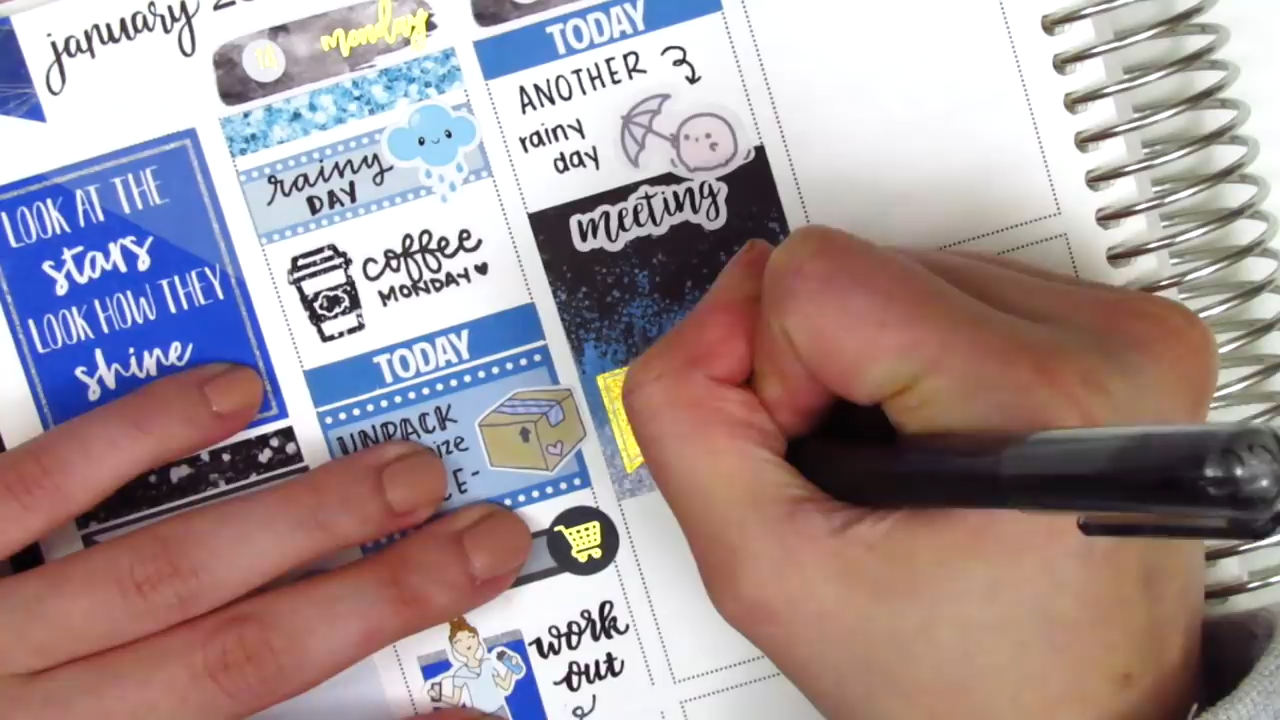 january
LOOK AT THE
stars
LOOK HOW THEY
shine
14
monday
rainy
DAY
coffee
MONDAY
TODAY
UNPACK
work
out
TODAY
ANOTHER
rainy
day
meeting